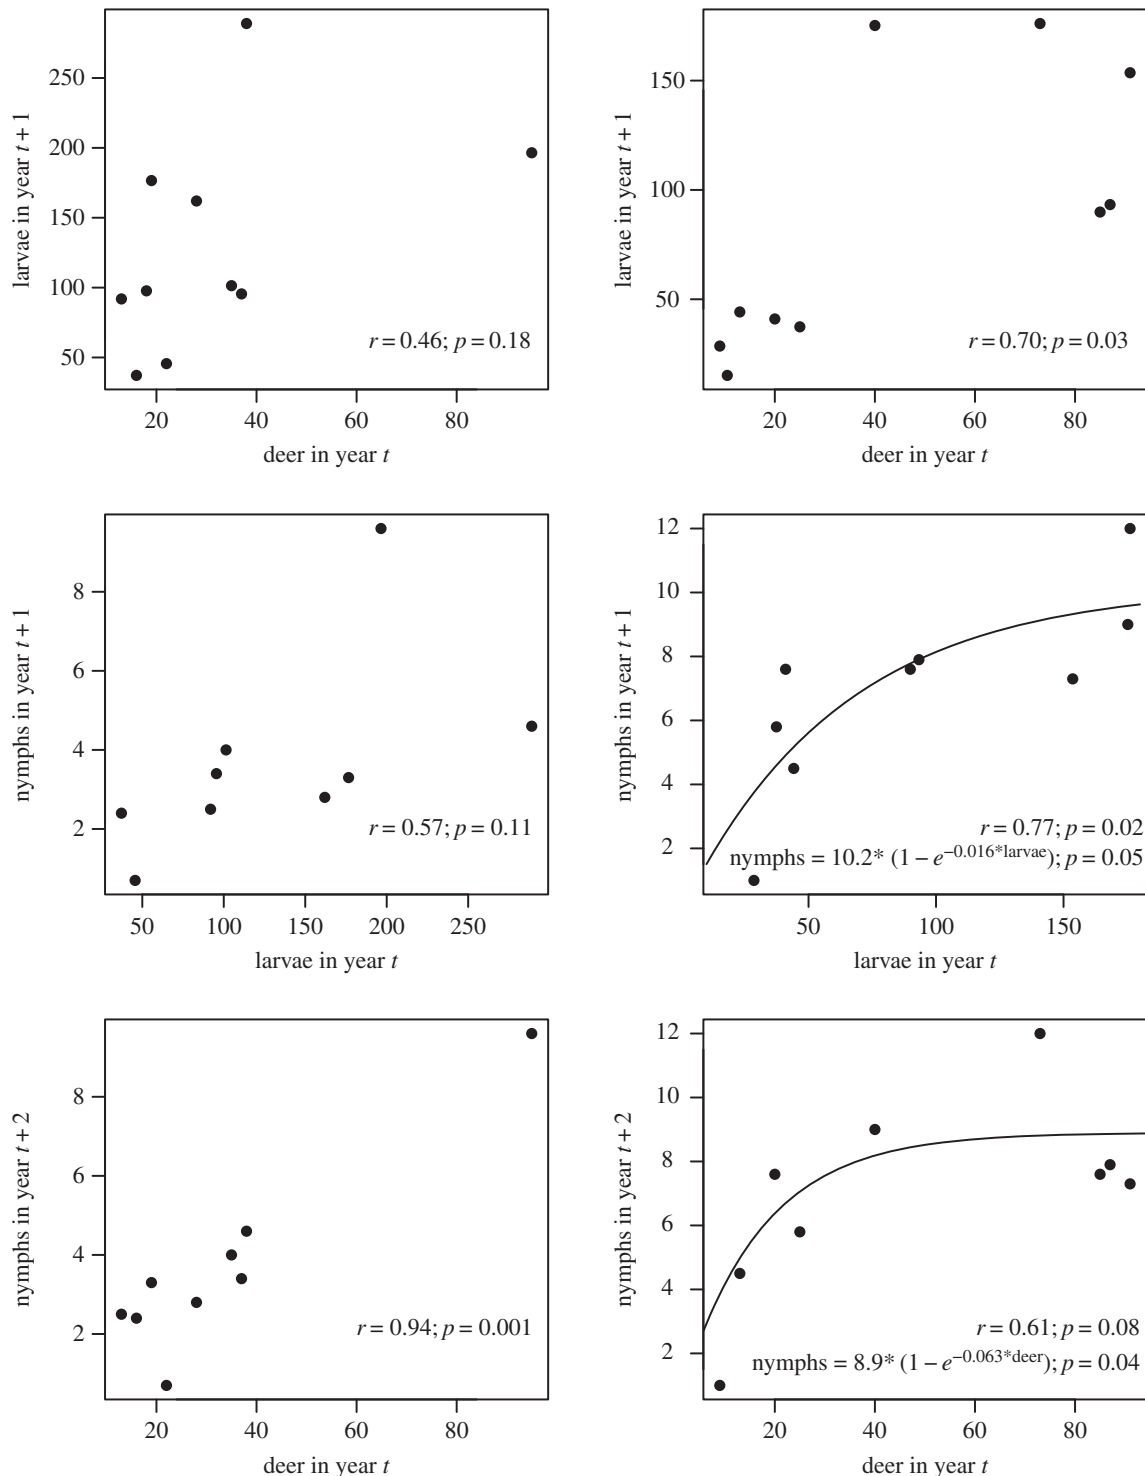 larvae in year t + 1
250
200
150
100
50
r = 0.46; p = 0.18
20 40 60 80
deer in year t
larvae in year t + 1
150
100
50
r = 0.70; p = 0.03
20 40 60 80
deer in year t
nymphs in year t + 1
8
6
4
2
r = 0.57; p = 0.11
50 100 150 200 250
larvae in year t
nymphs in year t + 1
12
10
8
6
4
2
r = 0.77; p = 0.02
nymphs = 10.2* (1 – e^–0.016*larvae); p = 0.05
50 100 150
larvae in year t
nymphs in year t + 2
8
6
4
2
r = 0.94; p = 0.001
20 40 60 80
deer in year t
nymphs in year t + 2
12
10
8
6
4
2
r = 0.61; p = 0.08
nymphs = 8.9* (1 – e^–0.063*deer); p = 0.04
20 40 60 80
deer in year t